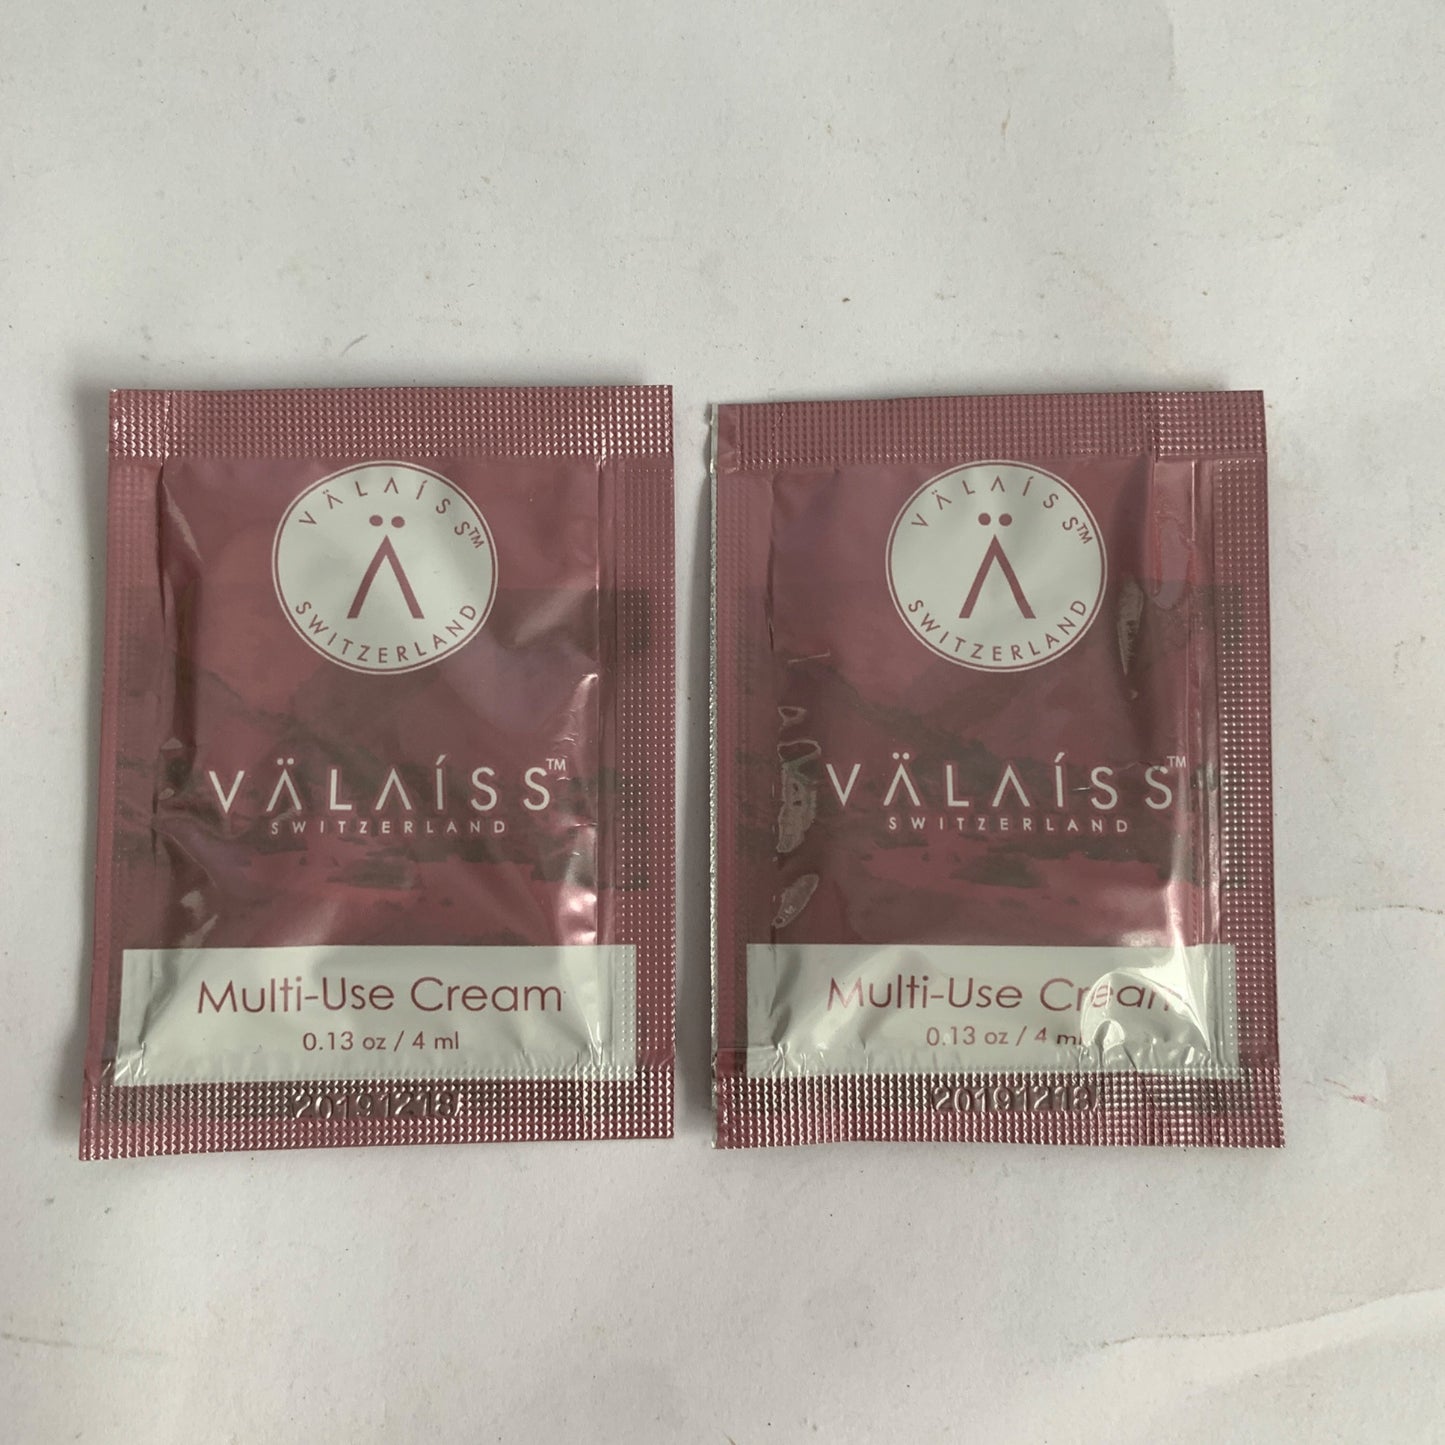 VÄLAÍSS™
Ä
SWITZERLAND
VÄLAÍSS™
SWITZERLAND
Multi-Use Cream
0.13 oz / 4 ml
20191218
VÄLAÍSS™
Ä
SWITZERLAND
VÄLAÍSS™
SWITZERLAND
Multi-Use Cream
0.13 oz / 4 ml
20191218